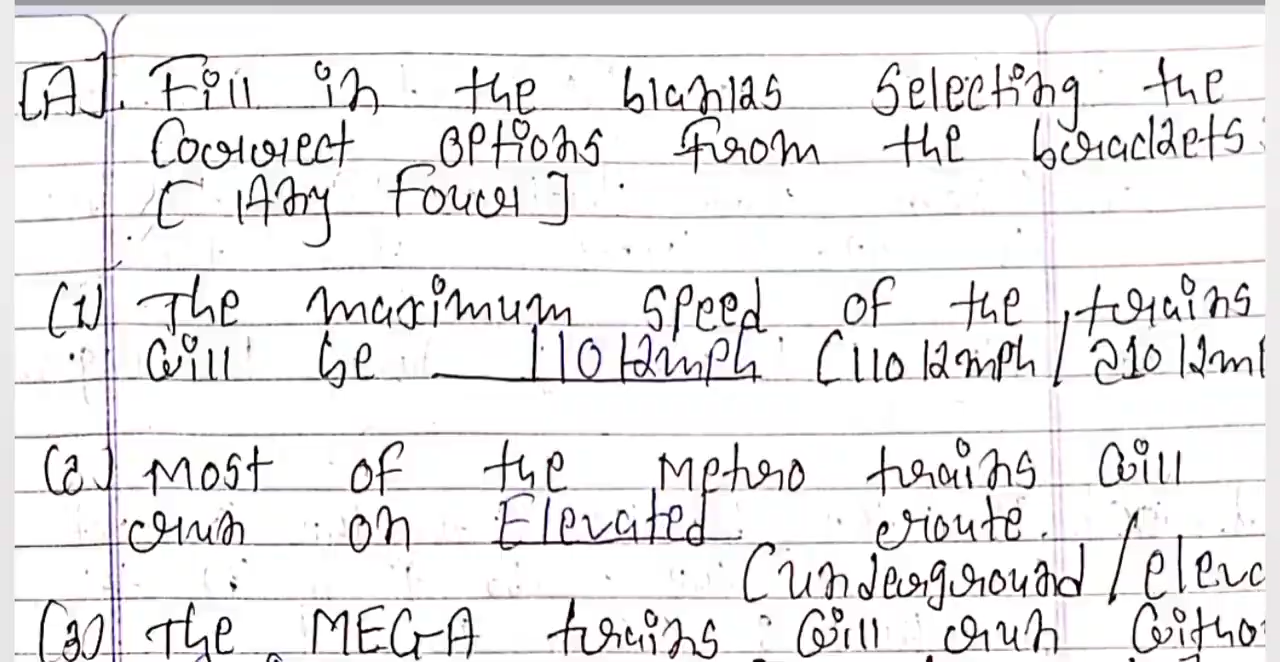 [A]. Fill in the blanks Selecting the
Correct options from the brackets.
[ Any Four ]
(1) The maximum speed of the trains
will be 110 kmph (110 kmph / 210 km
(2) Most of the Metro trains will
run on Elevated route.
(underground / elev
(3) The MEGA trains will run